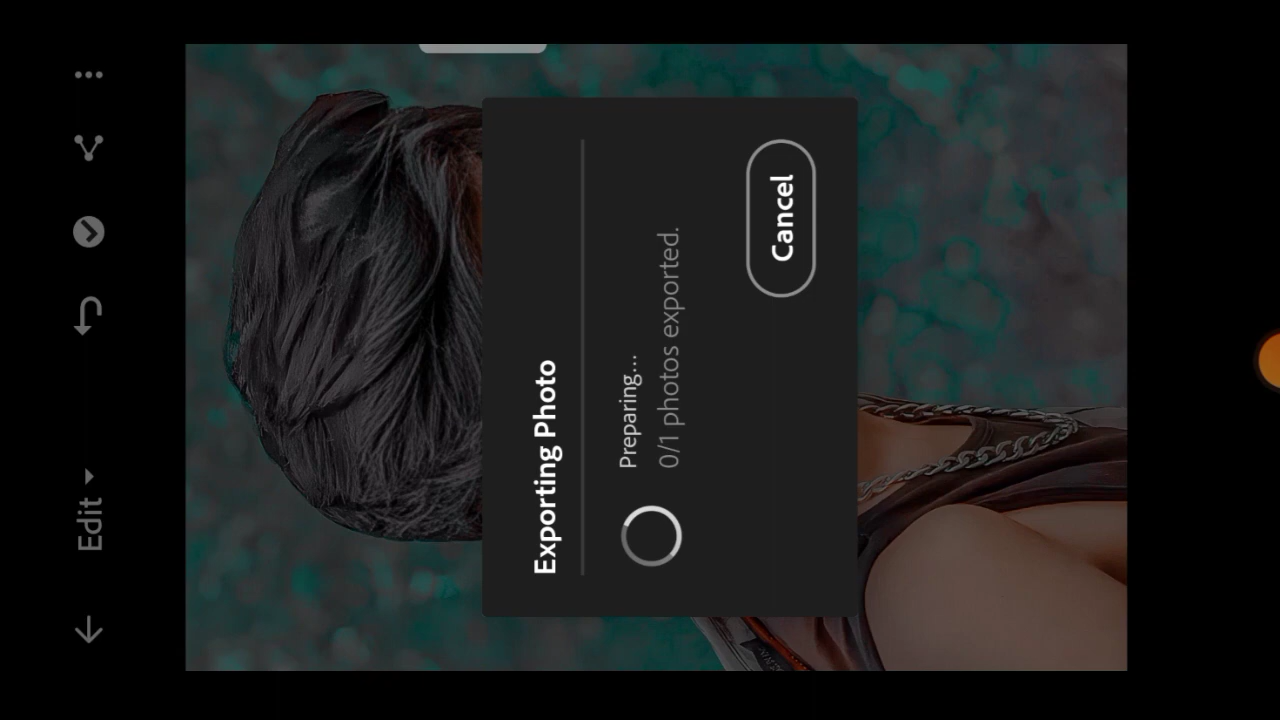 Edit
Exporting Photo
Preparing...
0/1 photos exported.
Cancel